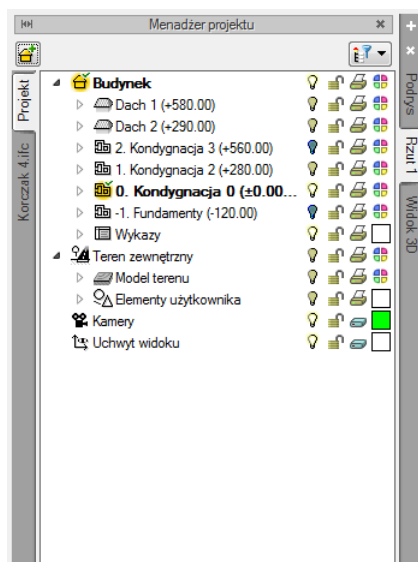 Menadżer projektu
Projekt
Korczak 4.ifc
Budynek
Dach 1 (+580.00)
Dach 2 (+290.00)
2. Kondygnacja 3 (+560.00)
1. Kondygnacja 2 (+280.00)
0. Kondygnacja 0 (±0.00...
-1. Fundamenty (-120.00)
Wykazy
Teren zewnętrzny
Model terenu
Elementy użytkownika
Kamery
Uchwyt widoku
Podrys
Rzut 1
Widok 3D